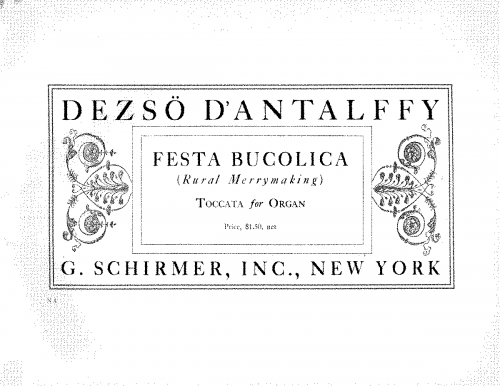 DEZSÖ D'ANTALFFY
FESTA BUCOLICA
(Rural Merrymaking)
TOCCATA for ORGAN
Price, $1.50, net
G. SCHIRMER, INC., NEW YORK